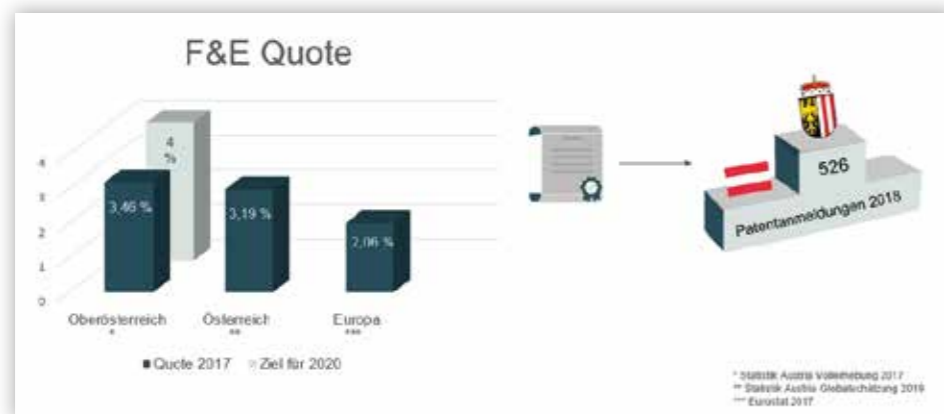 F&E Quote
4
3
2
1
0
4
%
3,46 %
3,19 %
2,06 %
Oberösterreich
*
Österreich
**
Europa
***
Quote 2017
Ziel für 2020
526
Patentanmeldungen 2018
* Statistik Austria Vollerhebung 2017
** Statistik Austria Globalschätzung 2019
*** Eurostat 2017